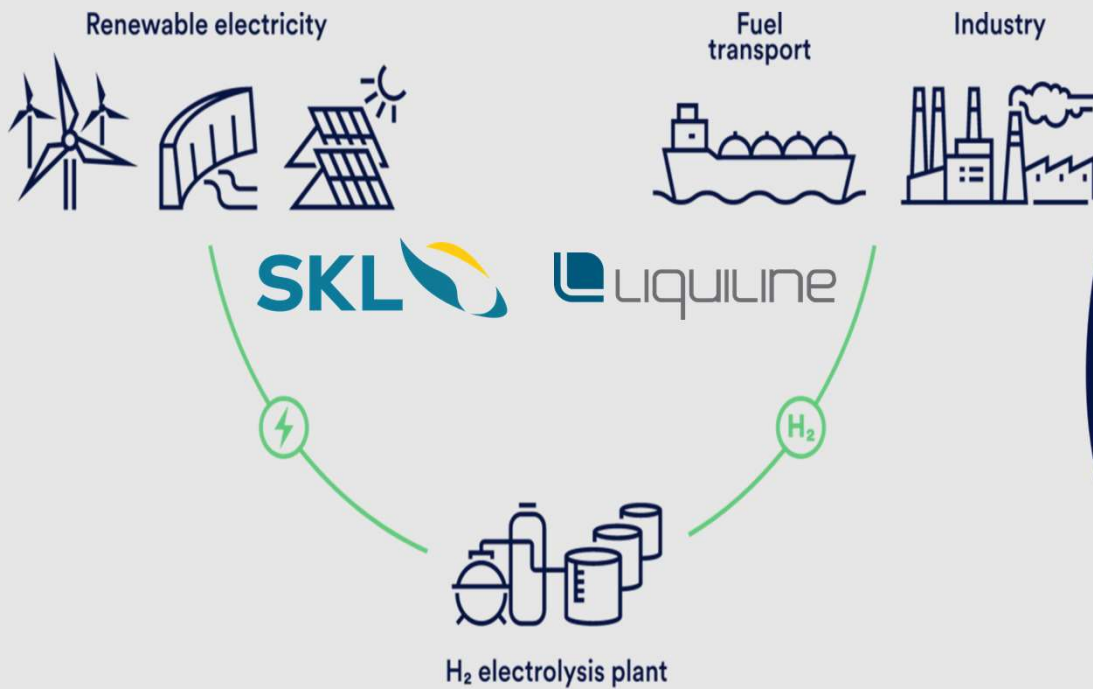 Renewable electricity
Fuel
transport
Industry
SKL
LIQUILINE
H₂
H₂ electrolysis plant